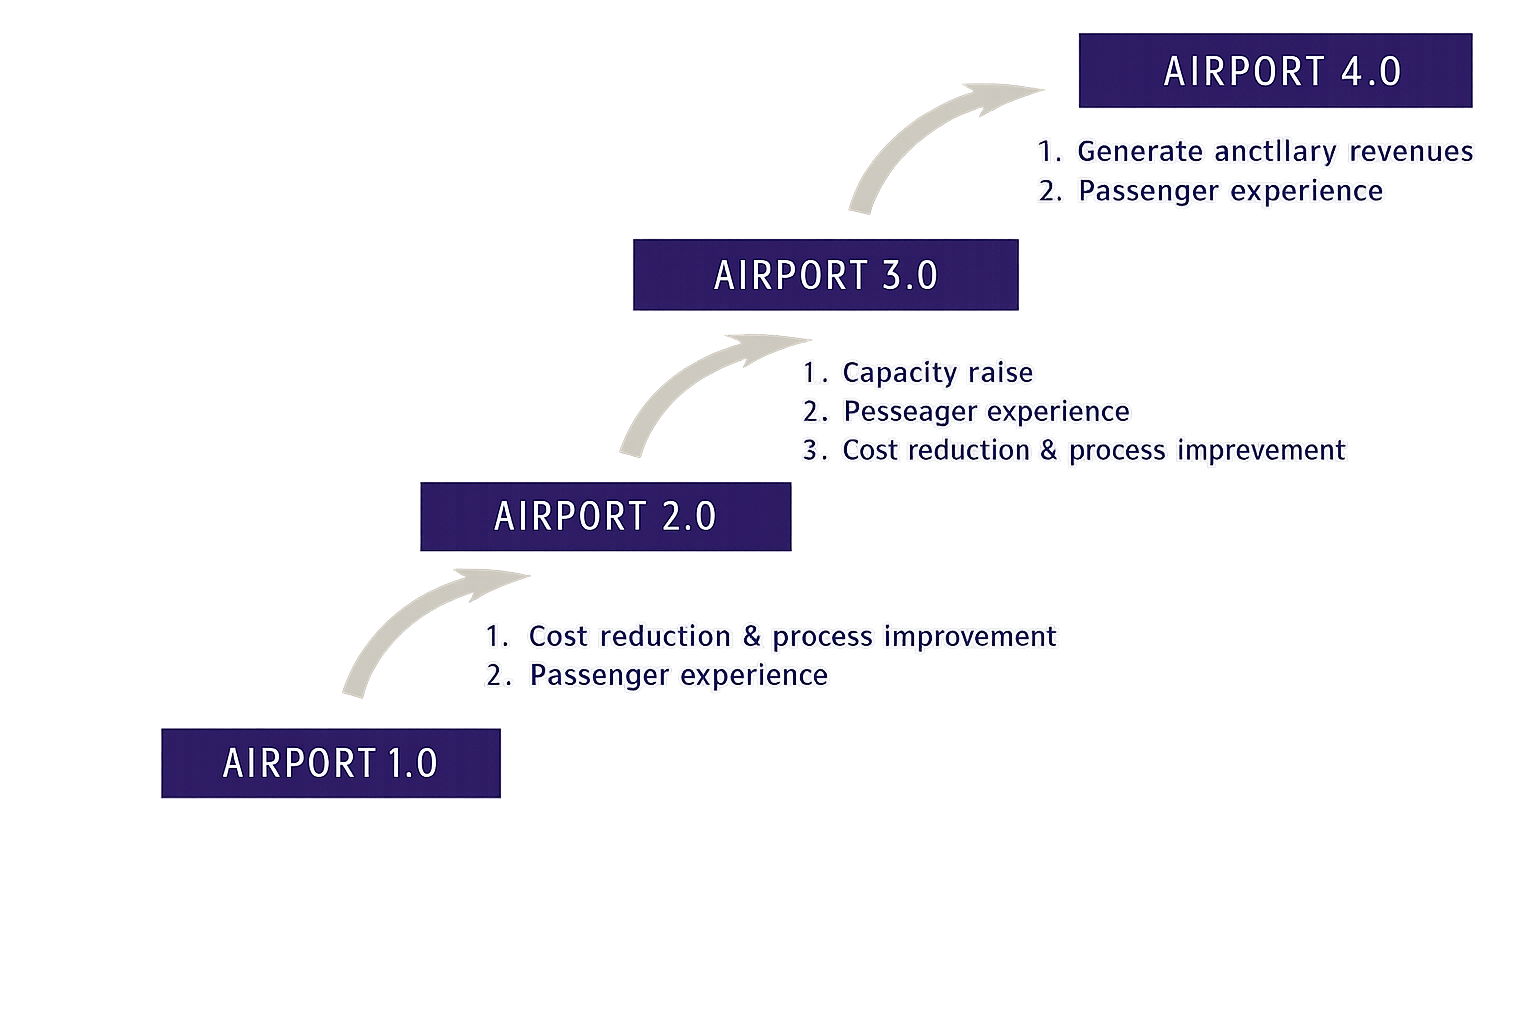 AIRPORT 4.0
1. Generate anctllary revenues
2. Passenger experience
AIRPORT 3.0
1. Capacity raise
2. Pesseager experience
3. Cost reduction & process imprevement
AIRPORT 2.0
1. Cost reduction & process improvement
2. Passenger experience
AIRPORT 1.0